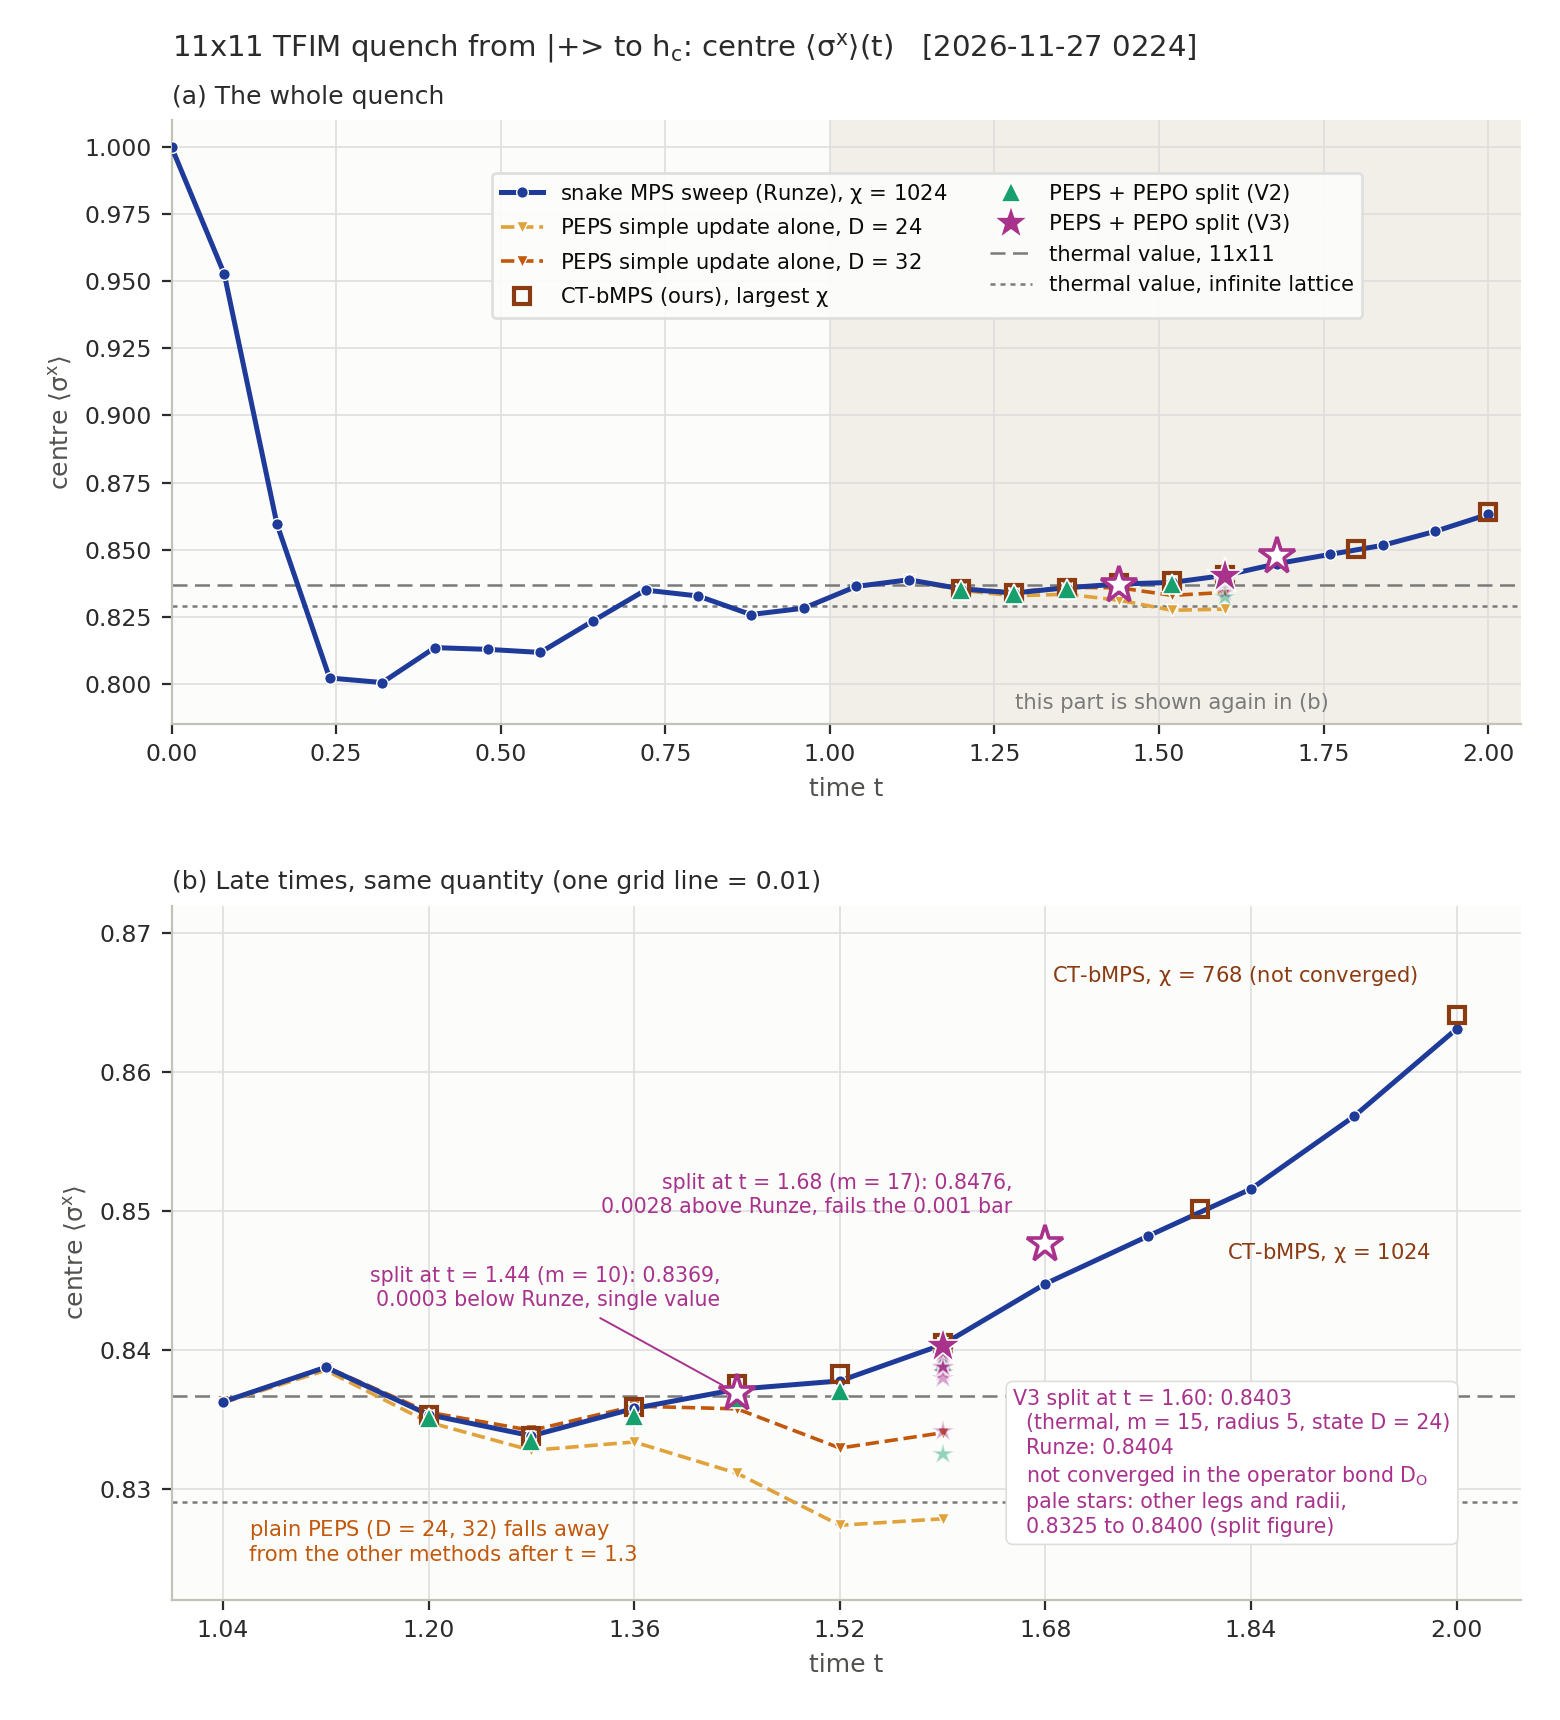 11x11 TFIM quench from |+> to h_c: centre ⟨σ^x⟩(t) [2026-11-27 0224]
(a) The whole quench
1.000
0.975
0.950
0.925
0.900
0.875
0.850
0.825
0.800
centre ⟨σ^x⟩
snake MPS sweep (Runze), χ = 1024
PEPS simple update alone, D = 24
PEPS simple update alone, D = 32
CT-bMPS (ours), largest χ
PEPS + PEPO split (V2)
PEPS + PEPO split (V3)
thermal value, 11x11
thermal value, infinite lattice
this part is shown again in (b)
0.00 0.25 0.50 0.75 1.00 1.25 1.50 1.75 2.00
time t
(b) Late times, same quantity (one grid line = 0.01)
0.87
0.86
0.85
0.84
0.83
centre ⟨σ^x⟩
CT-bMPS, χ = 768 (not converged)
split at t = 1.68 (m = 17): 0.8476,
0.0028 above Runze, fails the 0.001 bar
CT-bMPS, χ = 1024
split at t = 1.44 (m = 10): 0.8369,
0.0003 below Runze, single value
V3 split at t = 1.60: 0.8403
(thermal, m = 15, radius 5, state D = 24)
Runze: 0.8404
not converged in the operator bond D_O
pale stars: other legs and radii,
0.8325 to 0.8400 (split figure)
plain PEPS (D = 24, 32) falls away
from the other methods after t = 1.3
1.04 1.20 1.36 1.52 1.68 1.84 2.00
time t